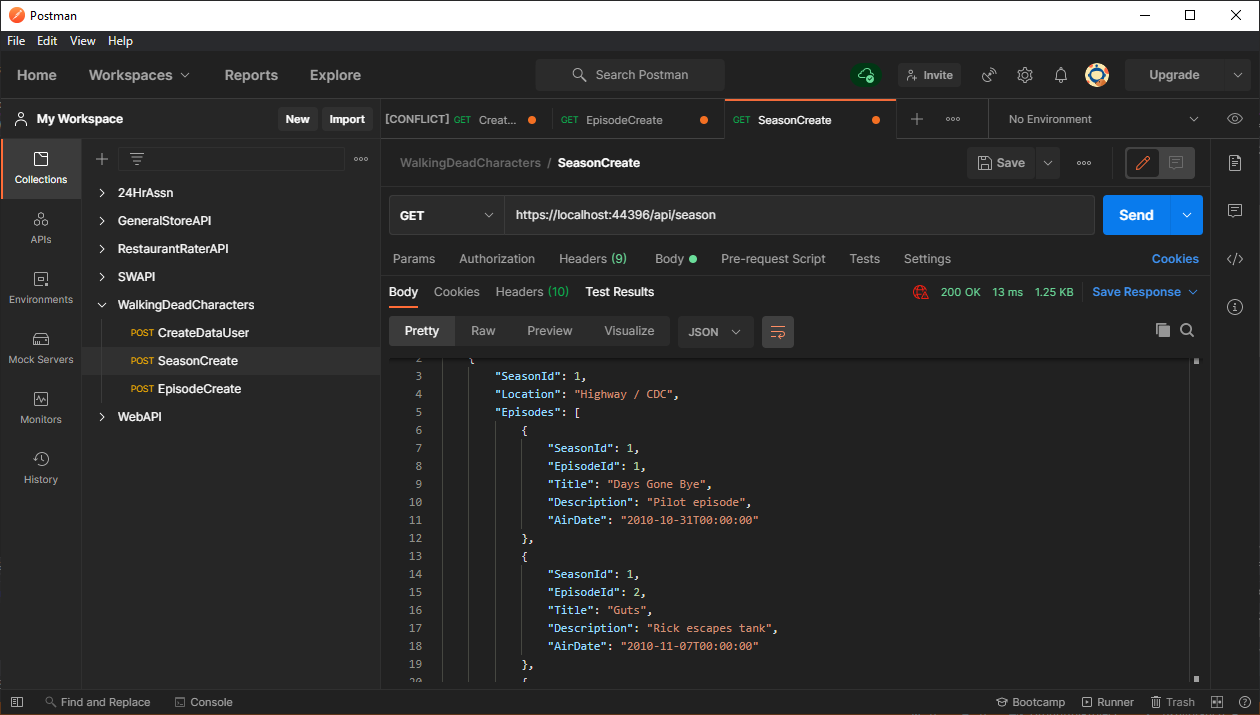 Postman
File Edit View Help
Home Workspaces Reports Explore Search Postman Invite Upgrade
My Workspace New Import
[CONFLICT] GET Creat... GET EpisodeCreate GET SeasonCreate No Environment
WalkingDeadCharacters / SeasonCreate Save
Collections
APIs
Environments
Mock Servers
Monitors
History
24HrAssn
GeneralStoreAPI
RestaurantRaterAPI
SWAPI
WalkingDeadCharacters
POST CreateDataUser
POST SeasonCreate
POST EpisodeCreate
WebAPI
GET https://localhost:44396/api/season Send
Params Authorization Headers (9) Body Pre-request Script Tests Settings Cookies
Body Cookies Headers (10) Test Results 200 OK 13 ms 1.25 KB Save Response
Pretty Raw Preview Visualize JSON
2 {
3 "SeasonId": 1,
4 "Location": "Highway / CDC",
5 "Episodes": [
6 {
7 "SeasonId": 1,
8 "EpisodeId": 1,
9 "Title": "Days Gone Bye",
10 "Description": "Pilot episode",
11 "AirDate": "2010-10-31T00:00:00"
12 },
13 {
14 "SeasonId": 1,
15 "EpisodeId": 2,
16 "Title": "Guts",
17 "Description": "Rick escapes tank",
18 "AirDate": "2010-11-07T00:00:00"
19 },
20 {
Find and Replace Console Bootcamp Runner Trash